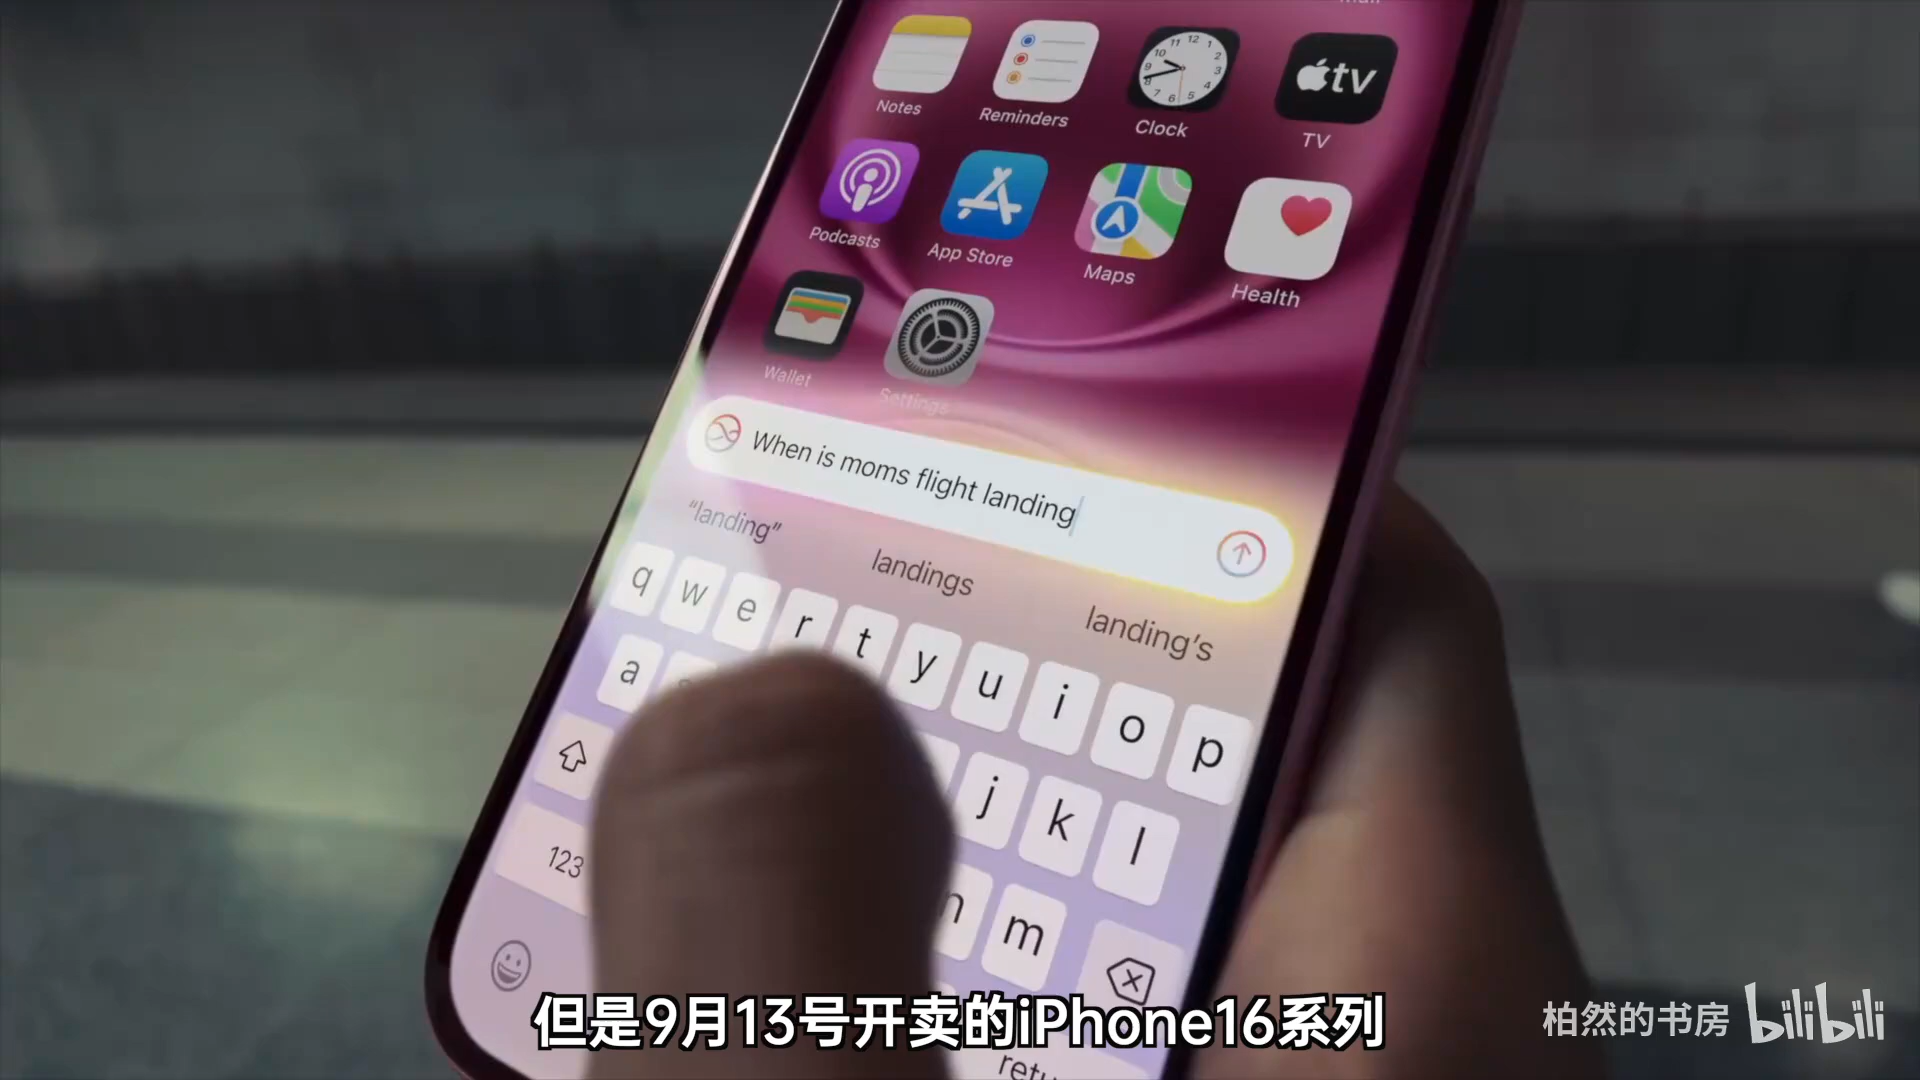 Notes
Reminders
Clock
tv
TV
Podcasts
App Store
Maps
Health
Wallet
Settings
When is moms flight landing
"landing"
landings
landing's
q w e r t y u i o p
a j k l
123
n m
但是9月13号开卖的iPhone16系列
柏然的书房 bilibili